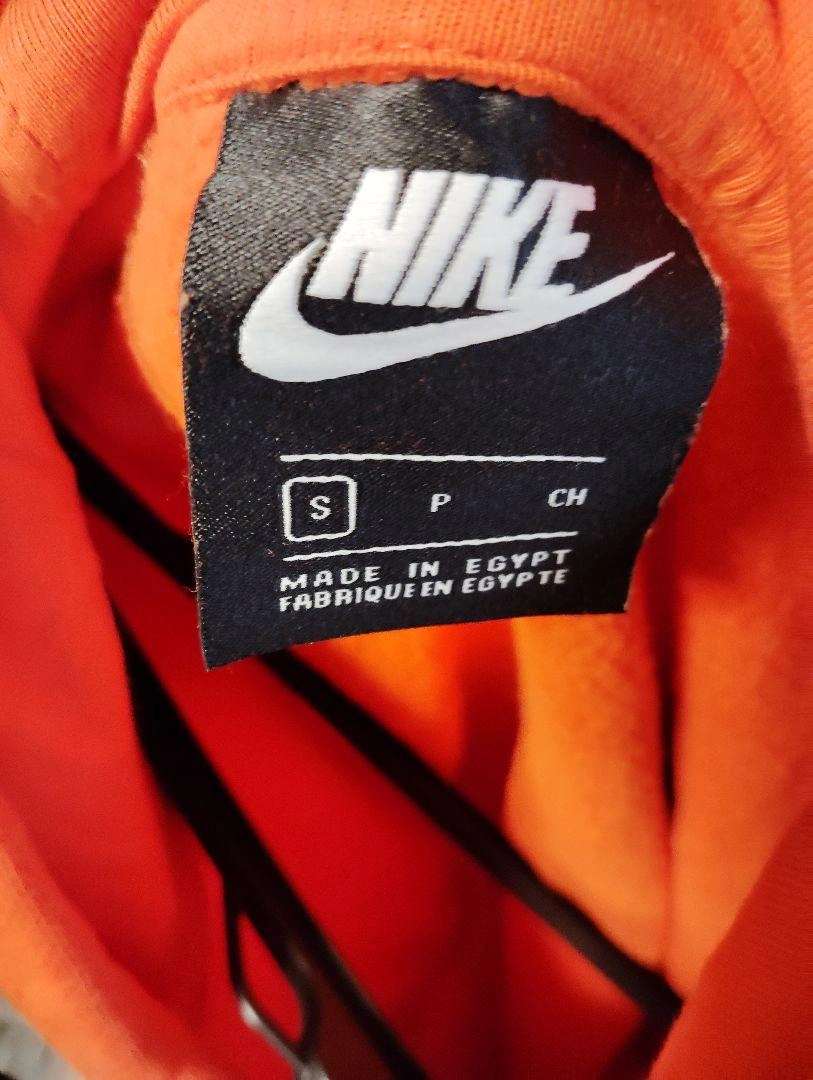 NIKE
S P CH
MADE IN EGYPT
FABRIQUE EN EGYPTE